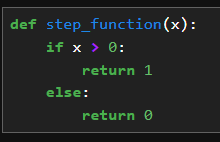 def step_function(x):
    if x > 0:
        return 1
    else:
        return 0